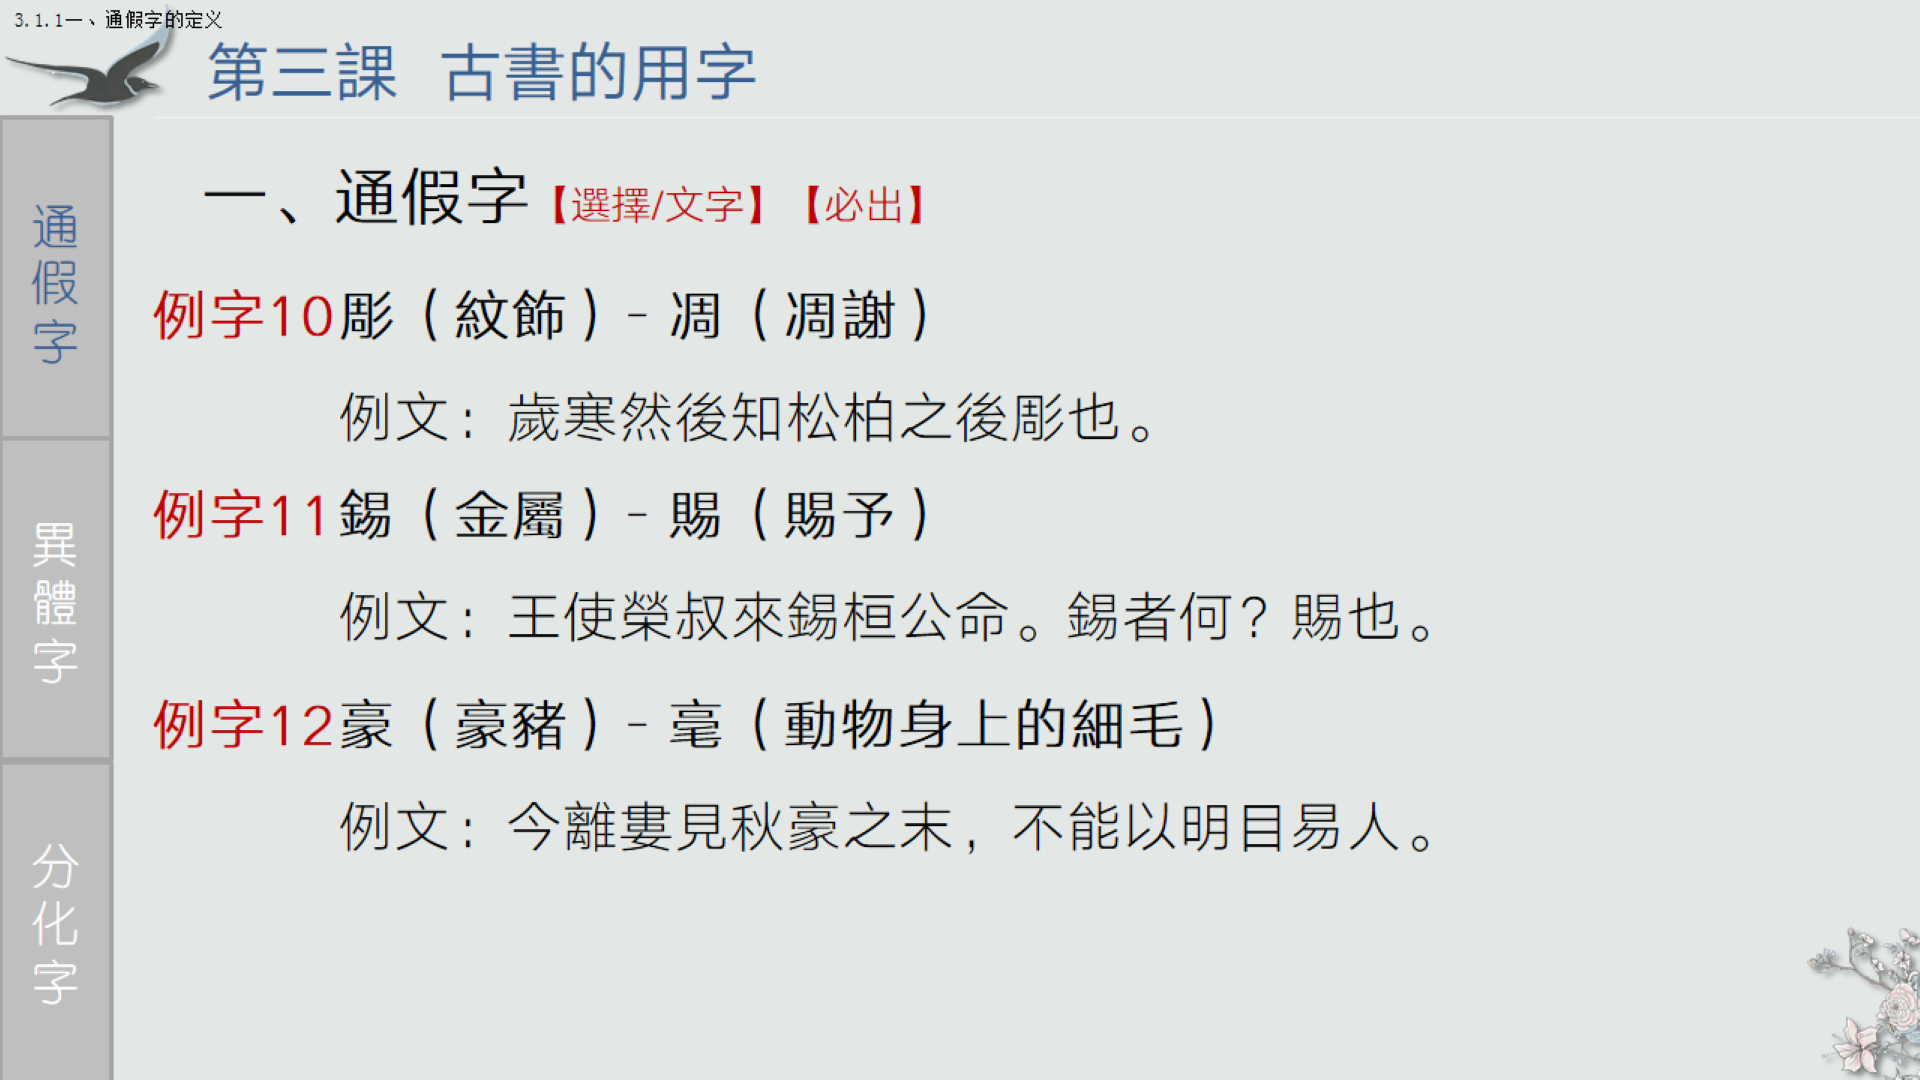 3.1.1一、通假字的定义
第三課 古書的用字
通假字
異體字
分化字
一、通假字【選擇/文字】【必出】
例字10彫（紋飾）- 凋（凋謝）
例文：歲寒然後知松柏之後彫也。
例字11錫（金屬）- 賜（賜予）
例文：王使榮叔來錫桓公命。錫者何？賜也。
例字12豪（豪豬）- 毫（動物身上的細毛）
例文：今離婁見秋豪之末，不能以明目易人。